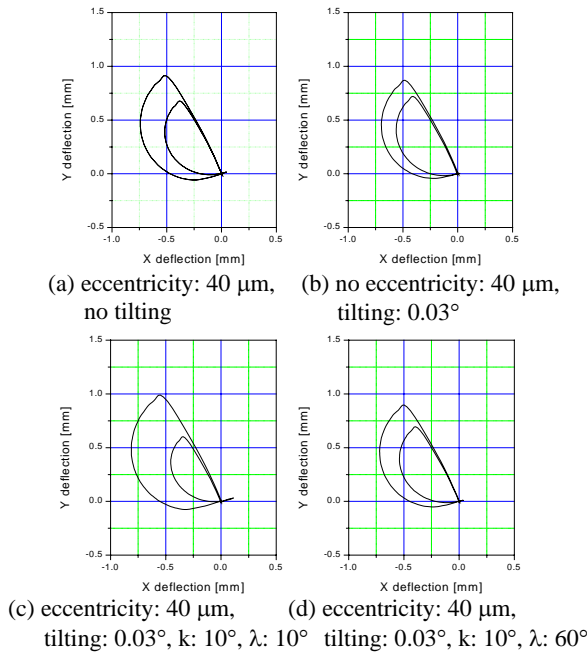 1.5
1.0
0.5
0.0
-0.5
Y deflection [mm]
-1.0 -0.5 0.0 0.5
X deflection [mm]
1.5
1.0
0.5
0.0
-0.5
Y deflection [mm]
-1.0 -0.5 0.0 0.5
X deflection [mm]
(a) eccentricity: 40 μm,
no tilting
(b) no eccentricity: 40 μm,
tilting: 0.03°
1.5
1.0
0.5
0.0
-0.5
Y deflection [mm]
-1.0 -0.5 0.0 0.5
X deflection [mm]
1.5
1.0
0.5
0.0
-0.5
Y deflection [mm]
-1.0 -0.5 0.0 0.5
X deflection [mm]
(c) eccentricity: 40 μm,
tilting: 0.03°, k: 10°, λ: 10°
(d) eccentricity: 40 μm,
tilting: 0.03°, k: 10°, λ: 60°